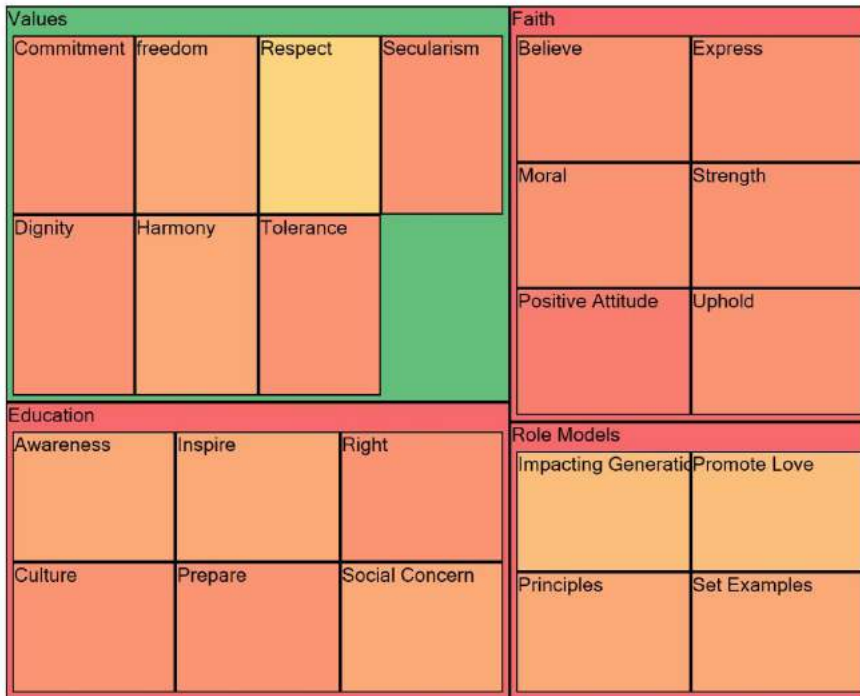 Values
Commitment freedom Respect Secularism
Dignity Harmony Tolerance
Faith
Believe Express
Moral Strength
Positive Attitude Uphold
Education
Awareness Inspire Right
Culture Prepare Social Concern
Role Models
Impacting Generatio Promote Love
Principles Set Examples